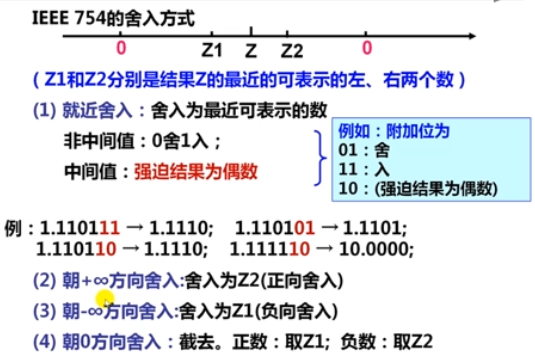 IEEE 754的舍入方式
0 Z1 Z Z2 0
(Z1和Z2分别是结果Z的最近的可表示的左、右两个数)
(1) 就近舍入:舍入为最近可表示的数
非中间值:0舍1入;
中间值:强迫结果为偶数
例如:附加位为
01:舍
11:入
10:(强迫结果为偶数)
例:1.110111 → 1.1110; 1.110101 → 1.1101;
1.110110 → 1.1110; 1.111110 → 10.0000;
(2) 朝+∞方向舍入:舍入为Z2(正向舍入)
(3) 朝-∞方向舍入:舍入为Z1(负向舍入)
(4) 朝0方向舍入:截去。正数:取Z1; 负数:取Z2